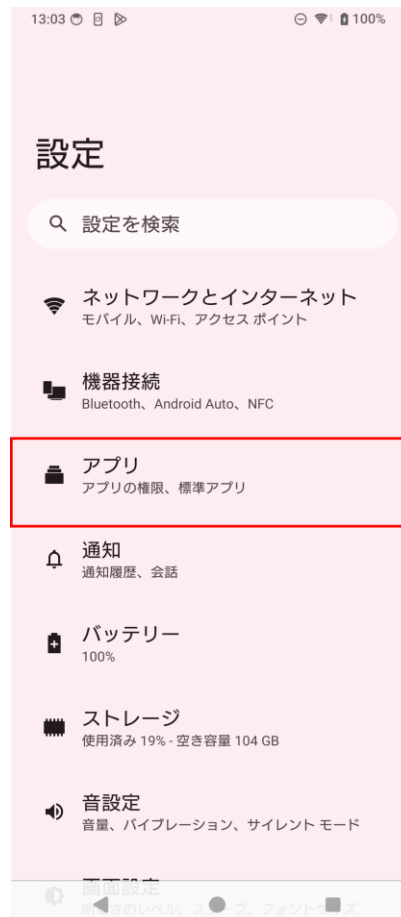 13:03
100%
設定
設定を検索
ネットワークとインターネット
モバイル、Wi-Fi、アクセス ポイント
機器接続
Bluetooth、Android Auto、NFC
アプリ
アプリの権限、標準アプリ
通知
通知履歴、会話
バッテリー
100%
ストレージ
使用済み 19% - 空き容量 104 GB
音設定
音量、バイブレーション、サイレント モード
画面設定